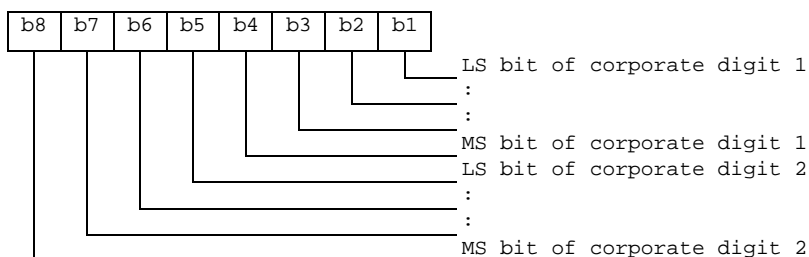 b8 b7 b6 b5 b4 b3 b2 b1
LS bit of corporate digit 1
:
:
MS bit of corporate digit 1
LS bit of corporate digit 2
:
:
MS bit of corporate digit 2